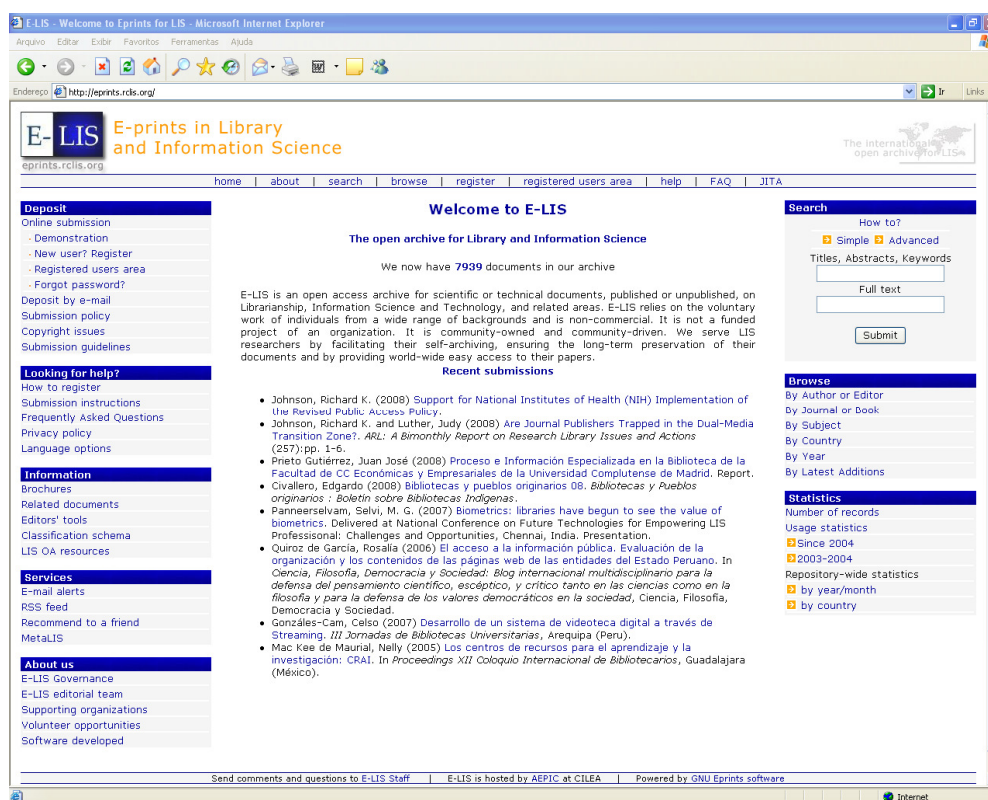 E-LIS - Welcome to Eprints for LIS - Microsoft Internet Explorer
Arquivo Editar Exibir Favoritos Ferramentas Ajuda
Endereço http://eprints.rclis.org/ Ir Links
E-LIS E-prints in Library
and Information Science
eprints.rclis.org
The International
open archive for LIS
home | about | search | browse | register | registered users area | help | FAQ | JITA
Deposit
Online submission
- Demonstration
- New user? Register
- Registered users area
- Forgot password?
Deposit by e-mail
Submission policy
Copyright issues
Submission guidelines
Looking for help?
How to register
Submission instructions
Frequently Asked Questions
Privacy policy
Language options
Information
Brochures
Related documents
Editors' tools
Classification schema
LIS OA resources
Services
E-mail alerts
RSS feed
Recommend to a friend
MetaLIS
About us
E-LIS Governance
E-LIS editorial team
Supporting organizations
Volunteer opportunities
Software developed
Welcome to E-LIS
The open archive for Library and Information Science
We now have 7939 documents in our archive
E-LIS is an open access archive for scientific or technical documents, published or unpublished, on
Librarianship, Information Science and Technology, and related areas. E-LIS relies on the voluntary
work of individuals from a wide range of backgrounds and is non-commercial. It is not a funded
project of an organization. It is community-owned and community-driven. We serve LIS
researchers by facilitating their self-archiving, ensuring the long-term preservation of their
documents and by providing world-wide easy access to their papers.
Recent submissions
• Johnson, Richard K. (2008) Support for National Institutes of Health (NIH) Implementation of
the Revised Public Access Policy.
• Johnson, Richard K. and Luther, Judy (2008) Are Journal Publishers Trapped in the Dual-Media
Transition Zone?. ARL: A Bimonthly Report on Research Library Issues and Actions
(257):pp. 1-6.
• Prieto Gutiérrez, Juan José (2008) Proceso e Información Especializada en la Biblioteca de la
Facultad de CC Económicas y Empresariales de la Universidad Complutense de Madrid. Report.
• Civallero, Edgardo (2008) Bibliotecas y pueblos originarios 08. Bibliotecas y Pueblos
originarios : Boletín sobre Bibliotecas Indígenas.
• Panneerselvam, Selvi, M. G. (2007) Biometrics: libraries have begun to see the value of
biometrics. Delivered at National Conference on Future Technologies for Empowering LIS
Professisonal: Challenges and Opportunities, Chennai, India. Presentation.
• Quiroz de García, Rosalía (2006) El acceso a la información pública. Evaluación de la
organización y los contenidos de las páginas web de las entidades del Estado Peruano. In
Ciencia, Filosofía, Democracia y Sociedad: Blog internacional multidisciplinario para la
defensa del pensamiento científico, escéptico, y crítico tanto en las ciencias como en la
filosofía y para la defensa de los valores democráticos en la sociedad, Ciencia, Filosofía,
Democracia y Sociedad.
• Gonzáles-Cam, Celso (2007) Desarrollo de un sistema de videoteca digital a través de
Streaming. III Jornadas de Bibliotecas Universitarias, Arequipa (Peru).
• Mac Kee de Maurial, Nelly (2005) Los centros de recursos para el aprendizaje y la
investigación: CRAI. In Proceedings XII Coloquio Internacional de Bibliotecarios, Guadalajara
(México).
Search
How to?
Simple Advanced
Titles, Abstracts, Keywords
Full text
Submit
Browse
By Author or Editor
By Journal or Book
By Subject
By Country
By Year
By Latest Additions
Statistics
Number of records
Usage statistics
Since 2004
2003-2004
Repository-wide statistics
by year/month
by country
Send comments and questions to E-LIS Staff | E-LIS is hosted by AEPIC at CILEA | Powered by GNU Eprints software
Internet